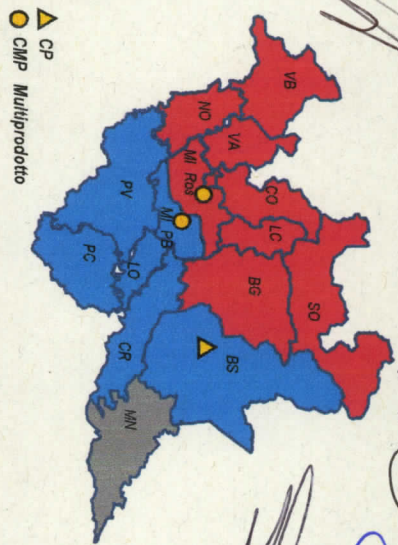 VB
NO
VA
MI Ros
CO
LC
SO
BG
PV
MI PB
LO
PC
CR
BS
MN
CP
CMP Multiprodotto